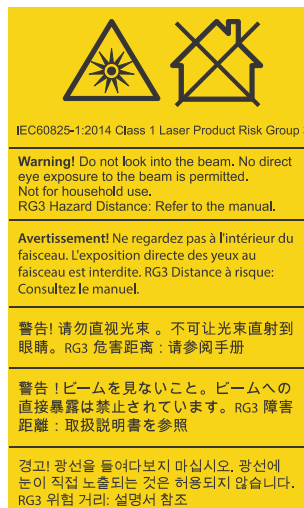 IEC60825-1:2014 Class 1 Laser Product Risk Group
Warning! Do not look into the beam. No direct
eye exposure to the beam is permitted.
Not for household use.
RG3 Hazard Distance: Refer to the manual.
Avertissement! Ne regardez pas à l'intérieur du
faisceau. L'exposition directe des yeux au
faisceau est interdite. RG3 Distance à risque:
Consultez le manuel.
警告! 请勿直视光束 。不可让光束直射到
眼睛。RG3 危害距离 : 请参阅手册
警告 !ビームを見ないこと。ビームへの
直接暴露は禁止されています。RG3 障害
距離 : 取扱説明書を参照
경고! 광선을 들여다보지 마십시오. 광선에
눈이 직접 노출되는 것은 허용되지 않습니다.
RG3 위험 거리: 설명서 참조